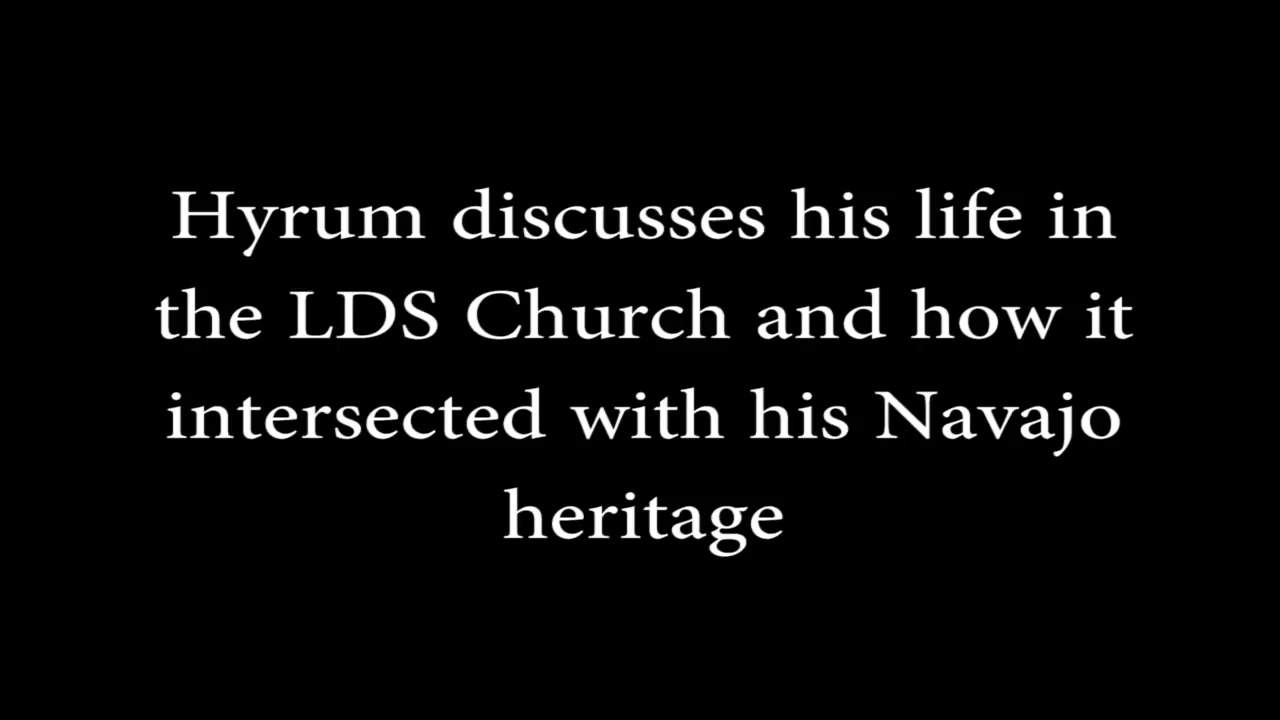 Hyrum discusses his life in
the LDS Church and how it
intersected with his Navajo
heritage